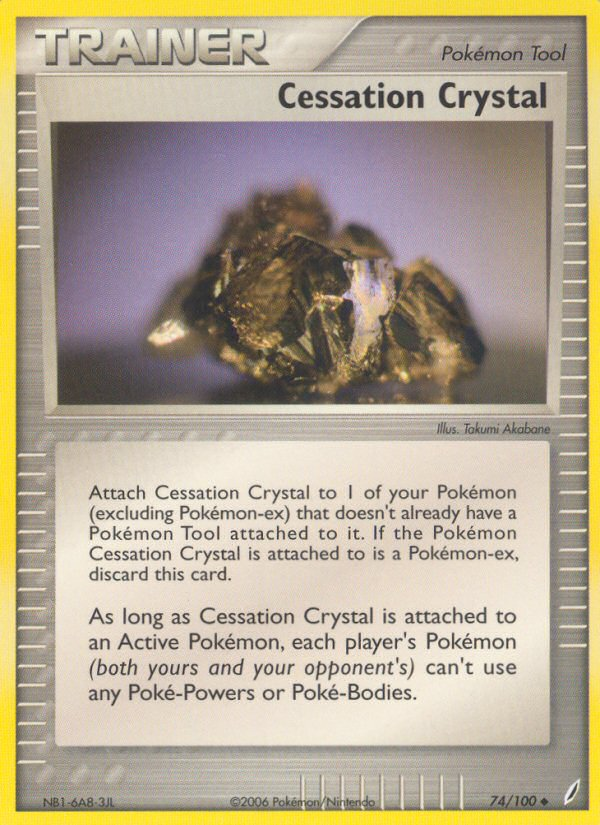 TRAINER
Pokémon Tool
Cessation Crystal
Illus. Takumi Akabane
Attach Cessation Crystal to 1 of your Pokémon
(excluding Pokémon-ex) that doesn't already have a
Pokémon Tool attached to it. If the Pokémon
Cessation Crystal is attached to is a Pokémon-ex,
discard this card.
As long as Cessation Crystal is attached to
an Active Pokémon, each player's Pokémon
(both yours and your opponent's) can't use
any Poké-Powers or Poké-Bodies.
NB1-6A8-3JL
©2006 Pokémon/Nintendo
74/100